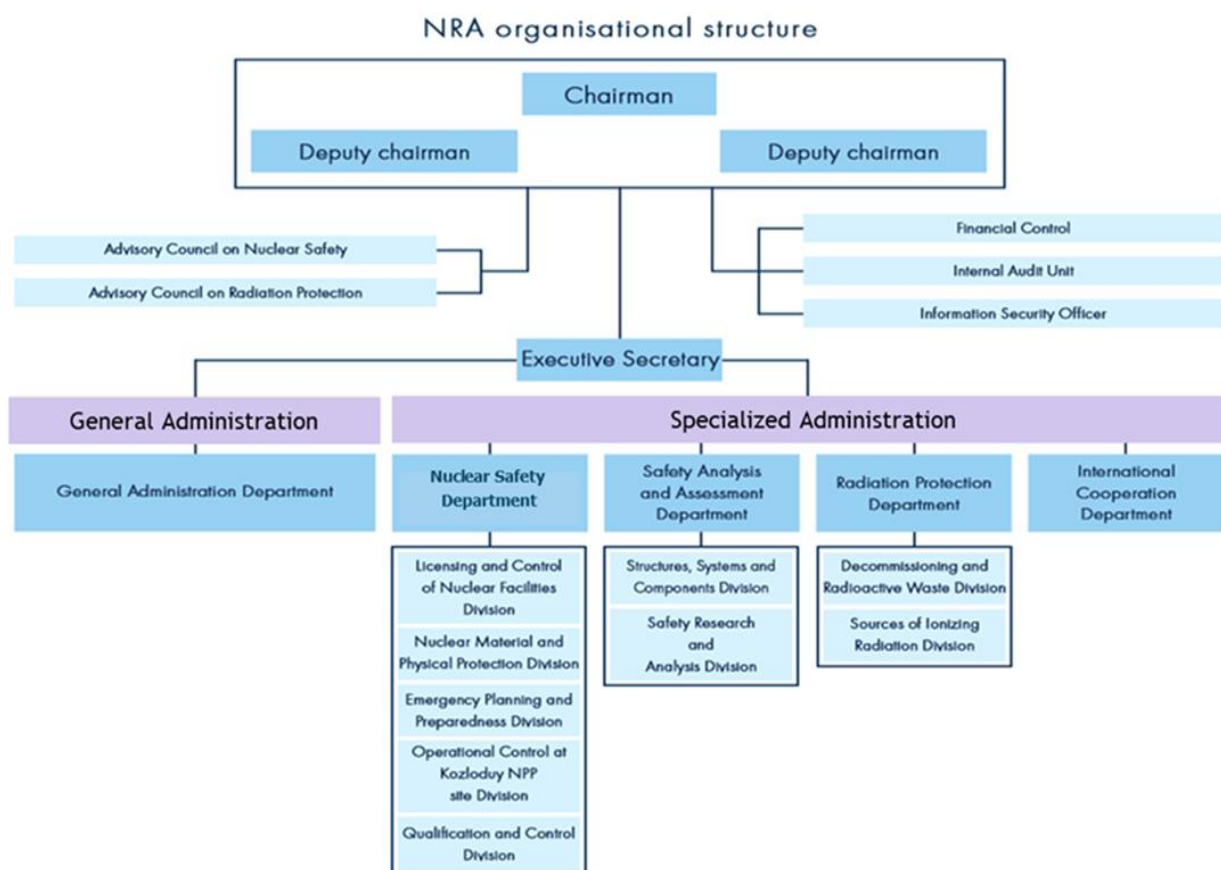 NRA organisational structure
Chairman
Deputy chairman
Deputy chairman
Advisory Council on Nuclear Safety
Advisory Council on Radiation Protection
Financial Control
Internal Audit Unit
Information Security Officer
Executive Secretary
General Administration
Specialized Administration
General Administration Department
Nuclear Safety
Department
Safety Analysis
and Assessment
Department
Radiation Protection
Department
International
Cooperation
Department
Licensing and Control
of Nuclear Facilities
Division
Nuclear Material and
Physical Protection Division
Emergency Planning and
Preparedness Division
Operational Control at
Kozloduy NPP
site Division
Qualification and Control
Division
Structures, Systems and
Components Division
Safety Research
and
Analysis Division
Decommissioning and
Radioactive Waste Division
Sources of Ionizing
Radiation Division